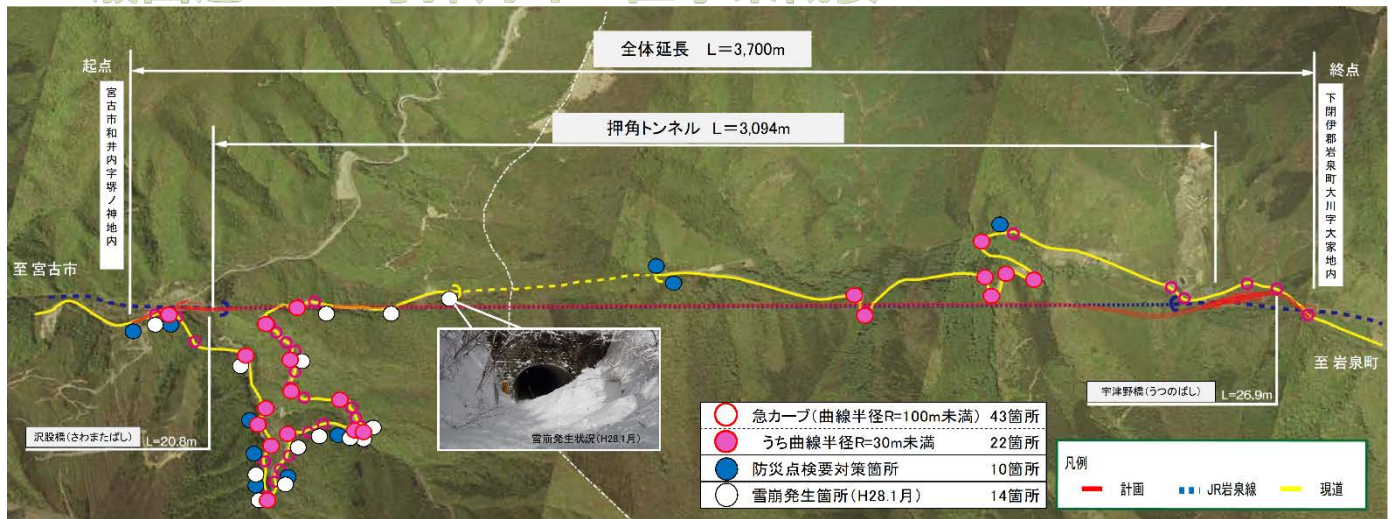 全体延長 L=3,700m
起点
終点
宮古市和井内字堺ノ神地内
押角トンネル L=3,094m
下閉伊郡岩泉町大川字大家地内
至 宮古市
至 岩泉町
沢股橋(さわまたばし) L=20.8m
雪崩発生状況(H28.1月)
宇津野橋(うつのばし) L=26.9m
急カーブ(曲線半径R=100m未満) 43箇所
うち曲線半径R=30m未満 22箇所
防災点検要対策箇所 10箇所
雪崩発生箇所(H28.1月) 14箇所
凡例
計画 JR岩泉線 現道